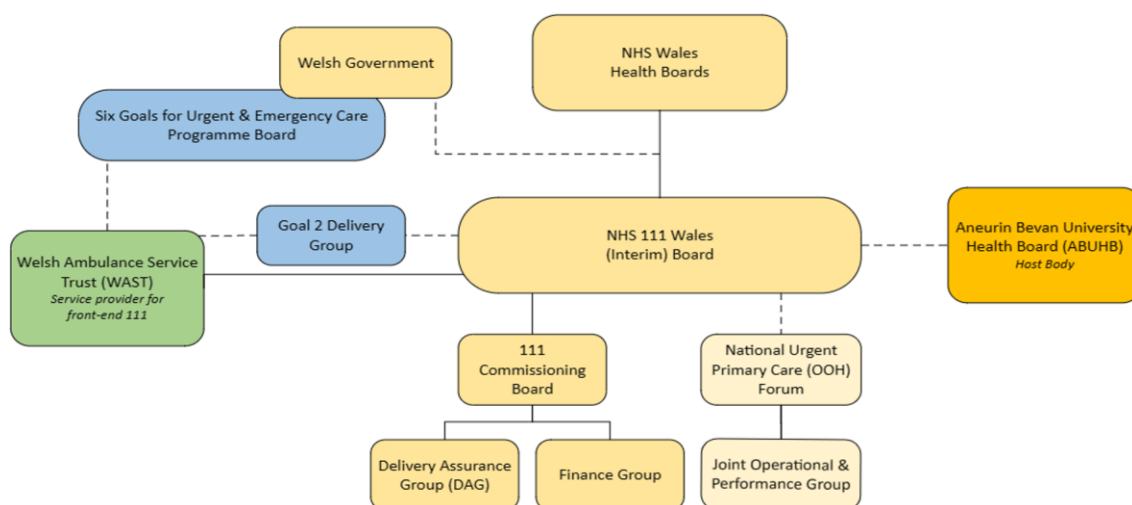 Welsh Government
NHS Wales
Health Boards
Six Goals for Urgent & Emergency Care
Programme Board
Goal 2 Delivery
Group
NHS 111 Wales
(Interim) Board
Aneurin Bevan University
Health Board (ABUHB)
Host Body
Welsh Ambulance Service
Trust (WAST)
Service provider for
front-end 111
111
Commissioning
Board
National Urgent
Primary Care (OOH)
Forum
Delivery Assurance
Group (DAG)
Finance Group
Joint Operational &
Performance Group